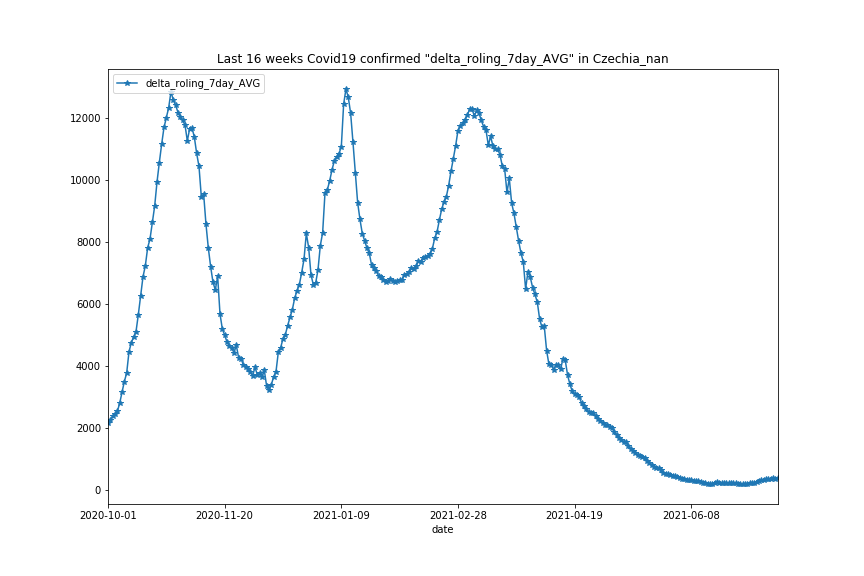 Last 16 weeks Covid19 confirmed "delta_roling_7day_AVG" in Czechia_nan
delta_roling_7day_AVG
12000
10000
8000
6000
4000
2000
0
2020-10-01 2020-11-20 2021-01-09 2021-02-28 2021-04-19 2021-06-08
date